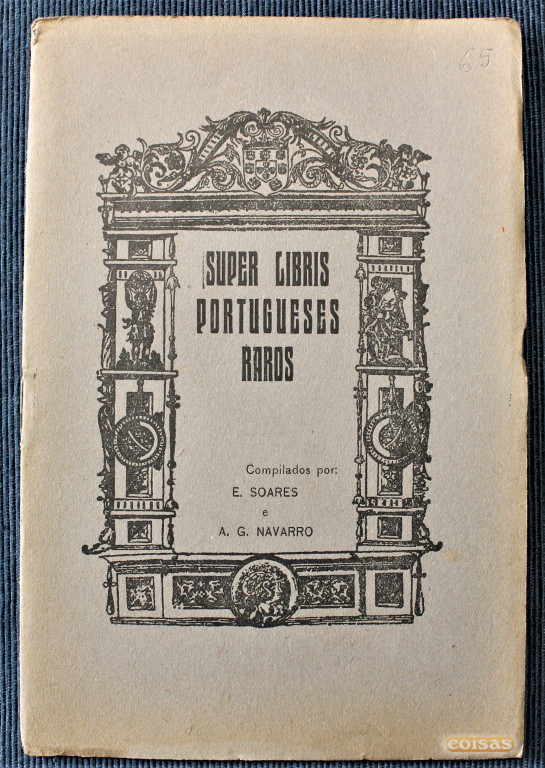 65
SUPER LIBRIS
PORTUGUESES
RAROS
Compilados por:
E. SOARES
e
A. G. NAVARRO
coisas